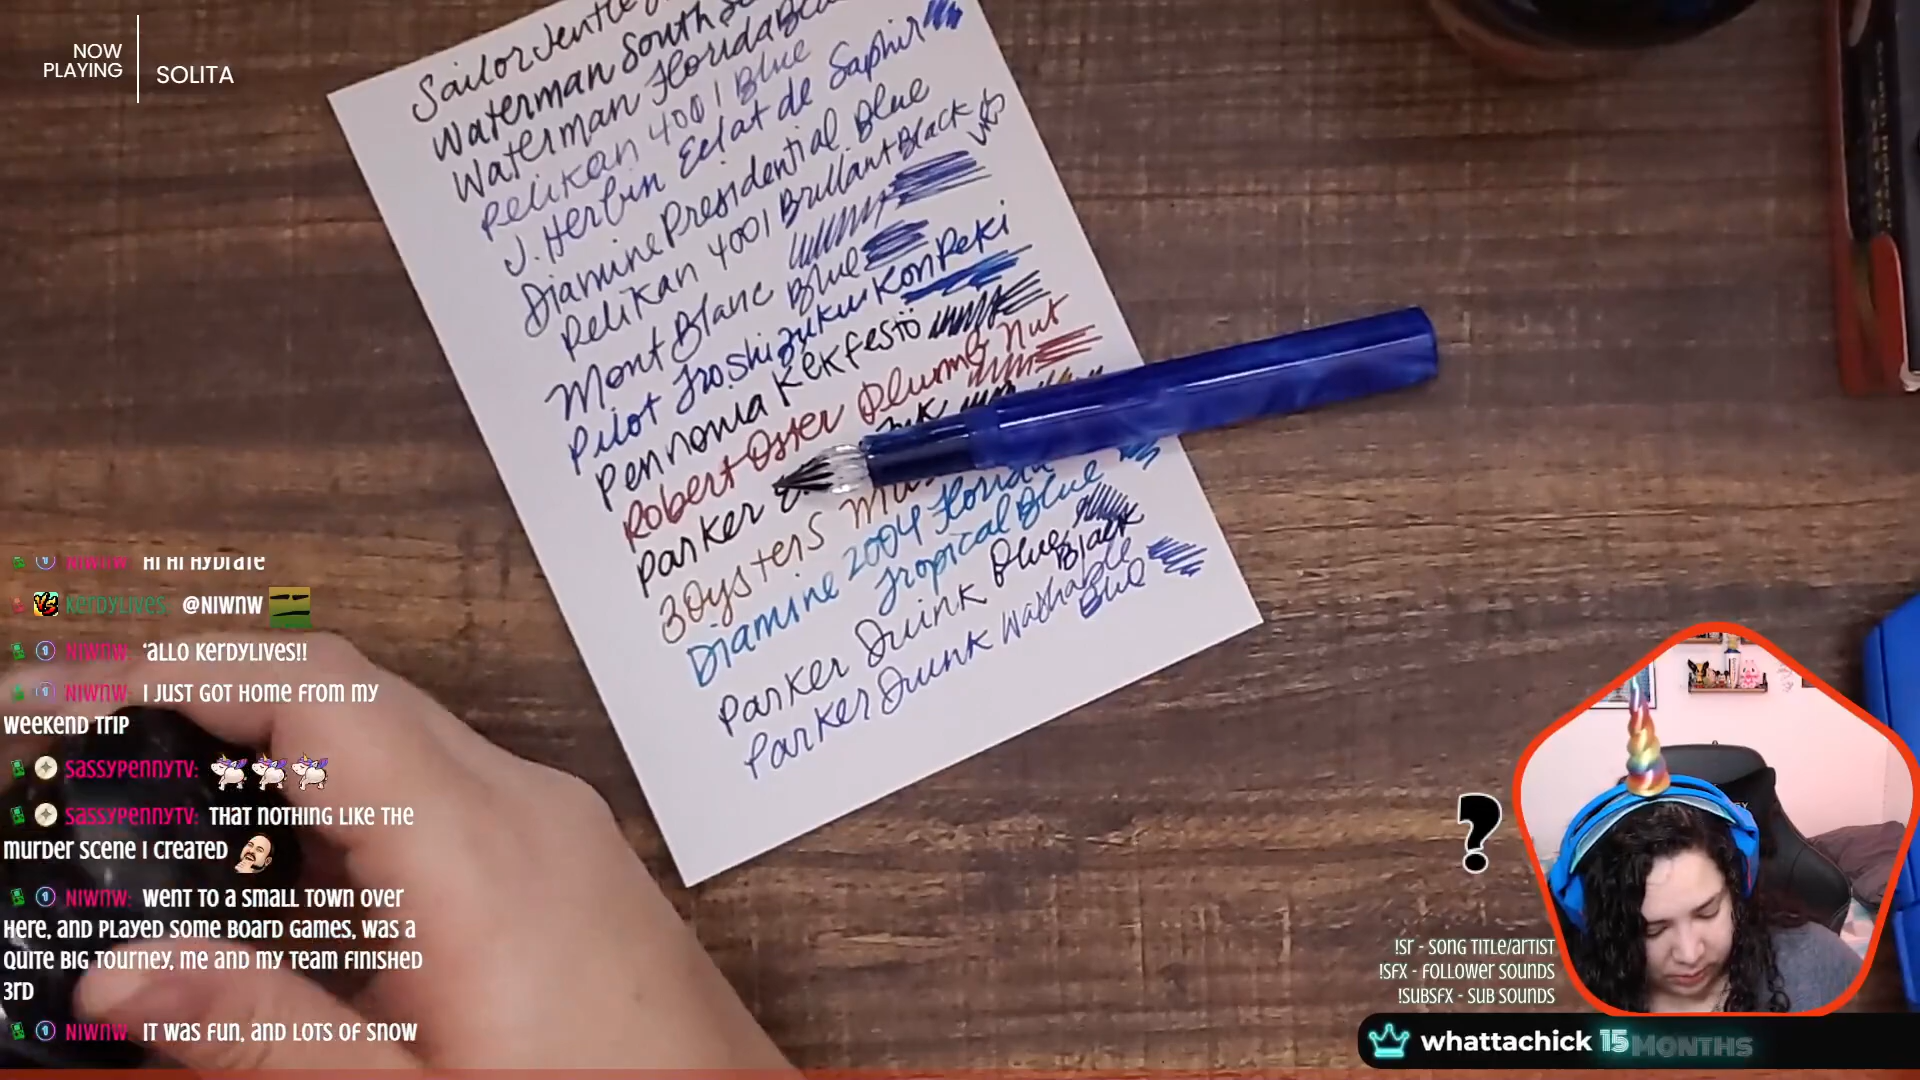 NOW
PLAYING
SOLITA
Sailor Jentle
Waterman South
Waterman Florida Blue
Pelikan 4001 Blue
J. Herbin Eclat de Saphir
Diamine Presidential Blue
Pelikan 4001 Brillant Black
Mont Blanc Blue
Pilot Iroshizuku Kon Peki
Pennonia Kékfestő
Robert Oster Plumb Nut
Parker
3oysters
Diamine 2004 Florida
Tropical Blue
Parker Quink Blue Black
Parker Quink Washable
Blue
NIWNW: HI HI HYDrATE
KerDYLIVES: @NIWNW
NIWNW: 'ALLO KerDYLIVES!!
NIWNW: I JUST GOT HOME FROM MY
WEEKEND TRIP
SASSYPENNYTV:
SASSYPENNYTV: THAT NOTHING LIKE THE
MURDER SCENE I CREATED
NIWNW: WENT TO A SMALL TOWN OVER
HERE, AND PLAYED SOME BOARD GAMES, WAS A
QUITE BIG TOURNEY, ME AND MY TEAM FINISHED
3RD
NIWNW: IT WAS FUN, AND LOTS OF SNOW
?
!SR - SONG TITLE/ARTIST
!SFX - FOLLOWER SOUNDS
!SUBSFX - SUB SOUNDS
whattachick 15 MONTHS